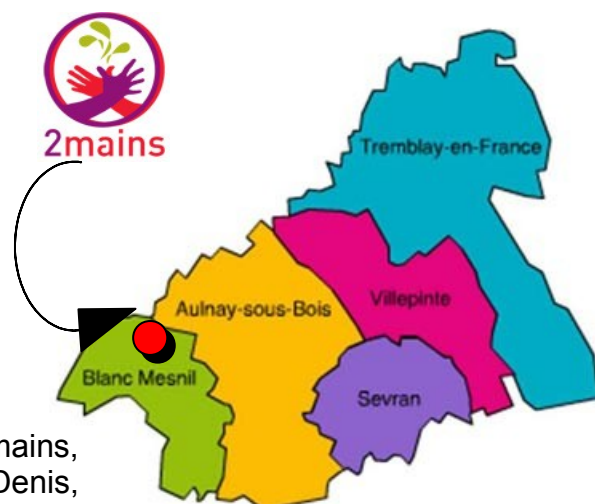 2mains
Tremblay-en-France
Villepinte
Aulnay-sous-Bois
Blanc Mesnil
Sevran
mains,
Denis,